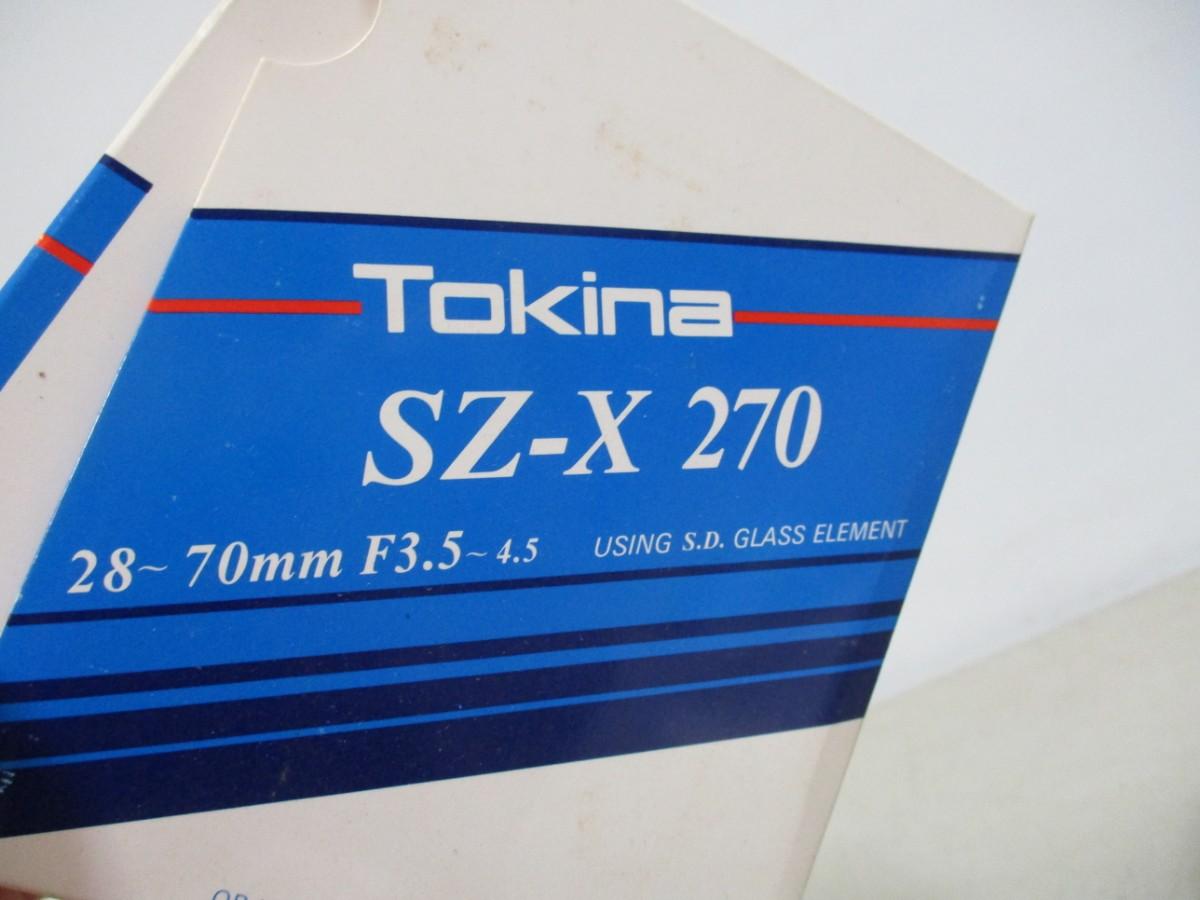 Tokina
SZ-X 270
28~70mm F3.5~4.5 USING S.D. GLASS ELEMENT